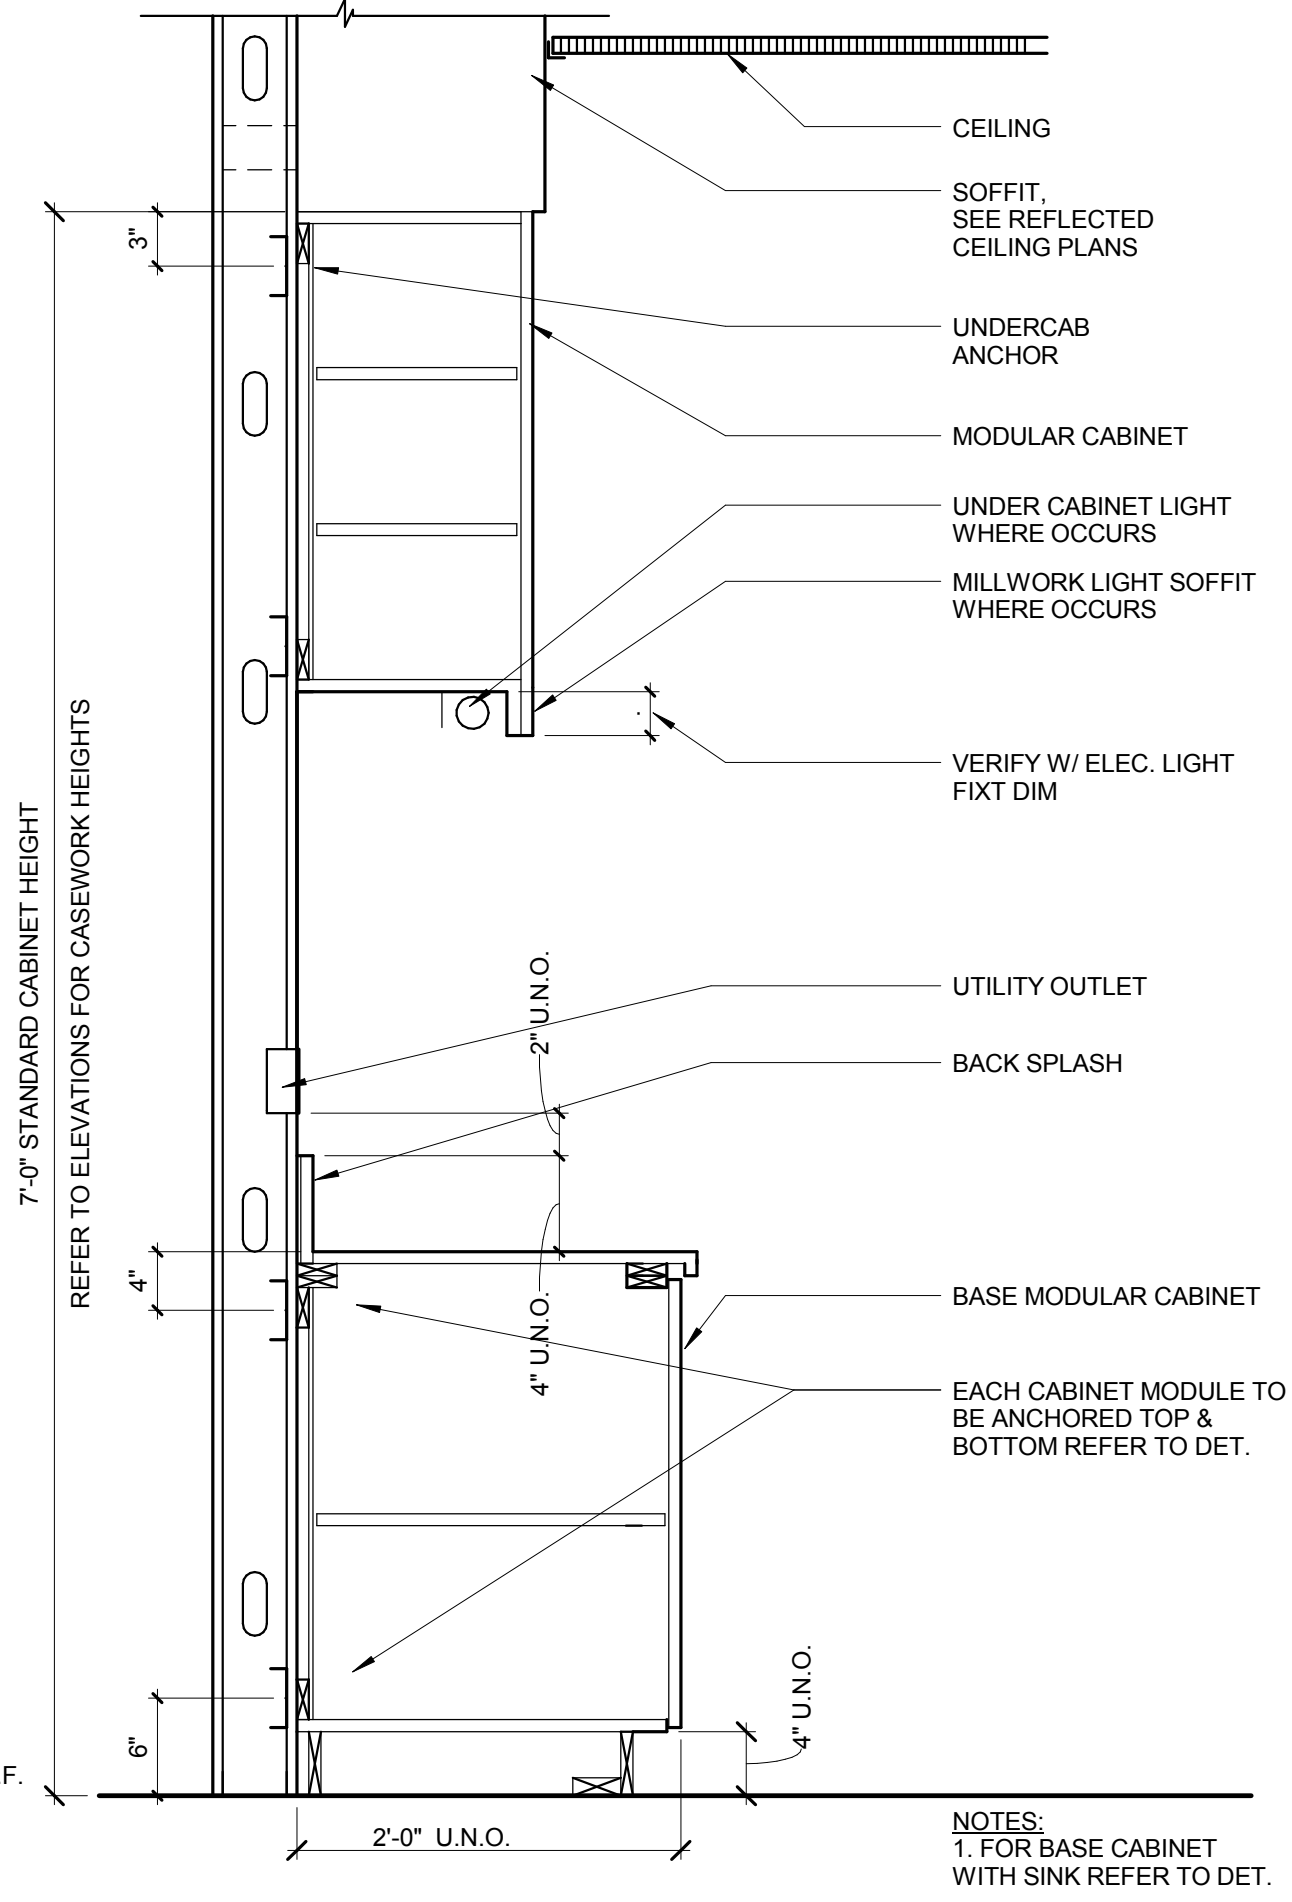 CEILING
SOFFIT,
SEE REFLECTED
CEILING PLANS
3"
UNDERCAB
ANCHOR
MODULAR CABINET
UNDER CABINET LIGHT
WHERE OCCURS
MILLWORK LIGHT SOFFIT
WHERE OCCURS
VERIFY W/ ELEC. LIGHT
FIXT DIM
7'-0" STANDARD CABINET HEIGHT
REFER TO ELEVATIONS FOR CASEWORK HEIGHTS
2" U.N.O.
UTILITY OUTLET
BACK SPLASH
4"
4" U.N.O.
BASE MODULAR CABINET
EACH CABINET MODULE TO
BE ANCHORED TOP &
BOTTOM REFER TO DET.
6"
4" U.N.O.
.F.
2'-0" U.N.O.
NOTES:
1. FOR BASE CABINET
WITH SINK REFER TO DET.